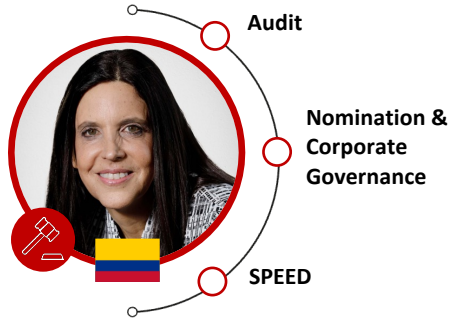 Audit
Nomination &
Corporate
Governance
SPEED